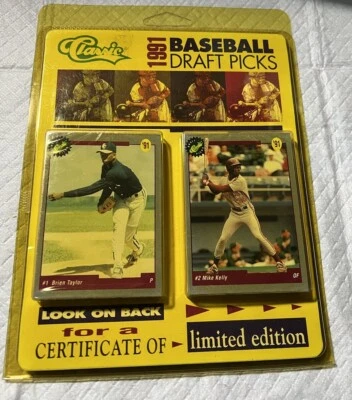 Classic
1991
BASEBALL
DRAFT PICKS
'91
#1 Brien Taylor P
'91
#2 Mike Kelly OF
LOOK ON BACK
for a
CERTIFICATE OF
limited edition